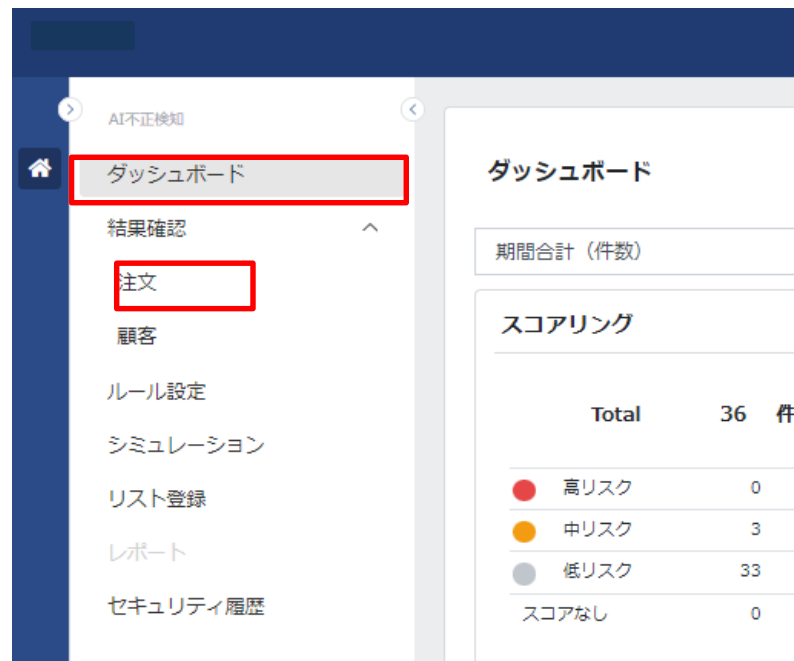 AI不正検知
ダッシュボード
結果確認
注文
顧客
ルール設定
シミュレーション
リスト登録
レポート
セキュリティ履歴
ダッシュボード
期間合計（件数）
スコアリング
Total 36 件
高リスク 0
中リスク 3
低リスク 33
スコアなし 0